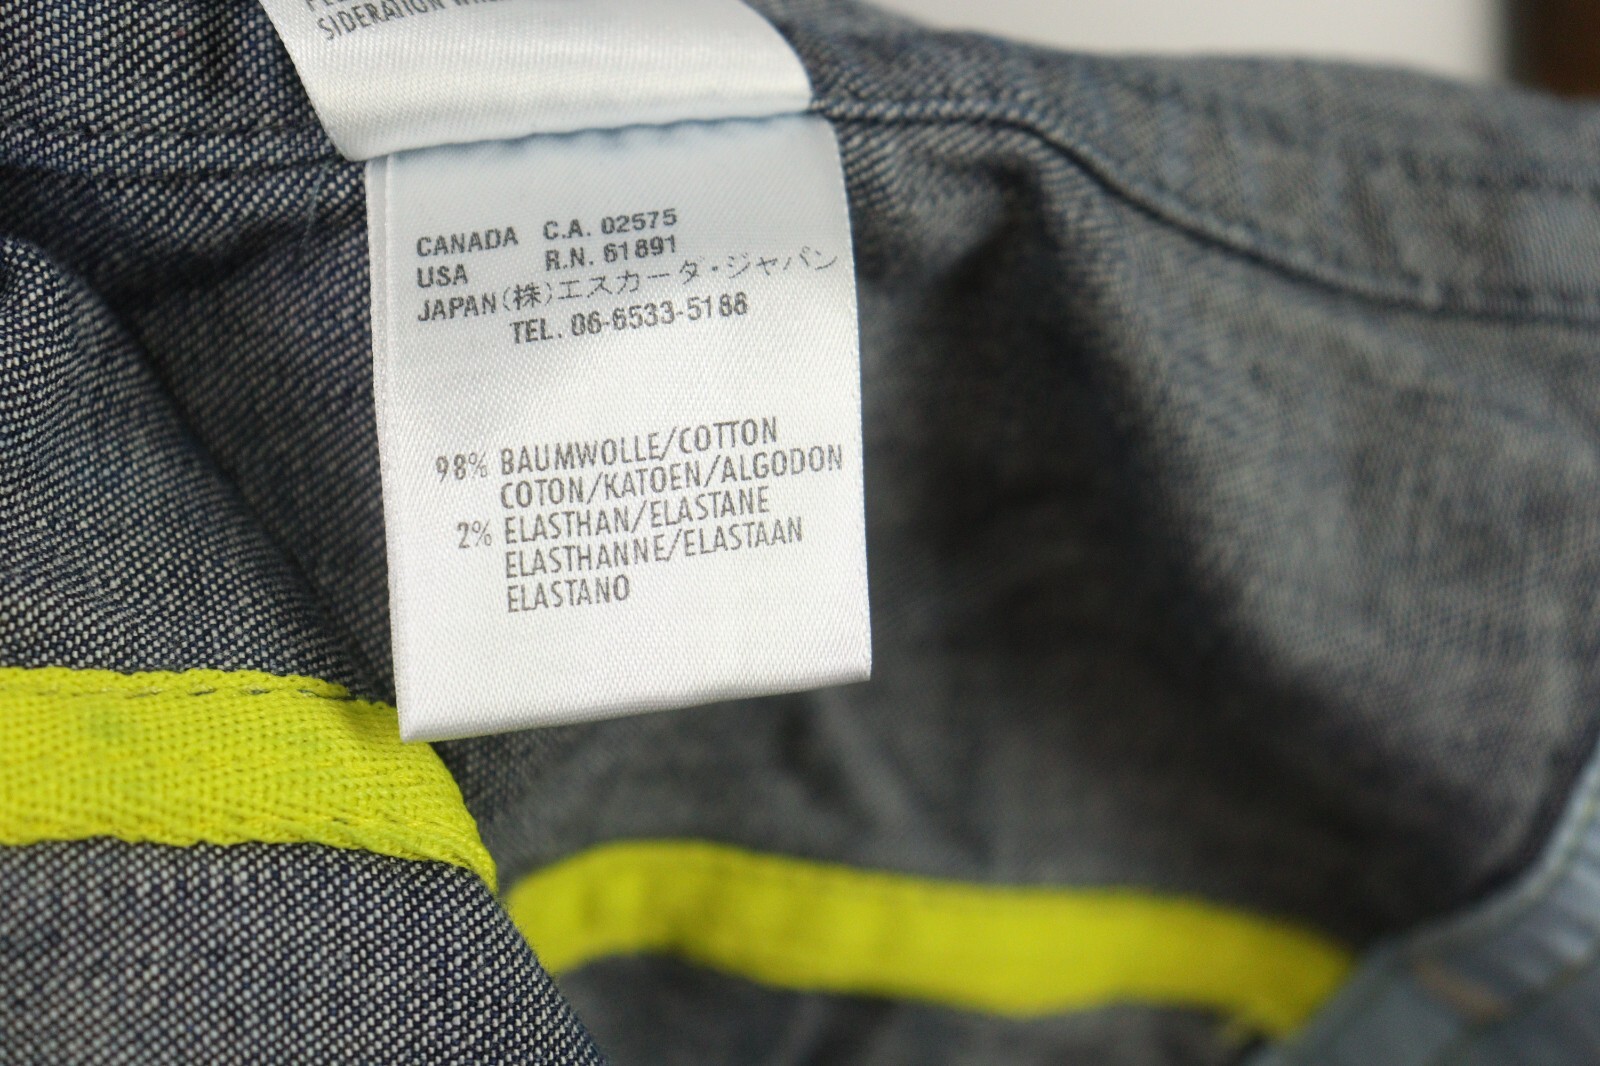 SIDERATION
CANADA C.A. 02575
USA R.N. 61891
JAPAN (株)エスカーダ・ジャパン
TEL. 06-6533-5188
98% BAUMWOLLE/COTTON
COTON/KATOEN/ALGODON
2% ELASTHAN/ELASTANE
ELASTHANNE/ELASTAAN
ELASTANO